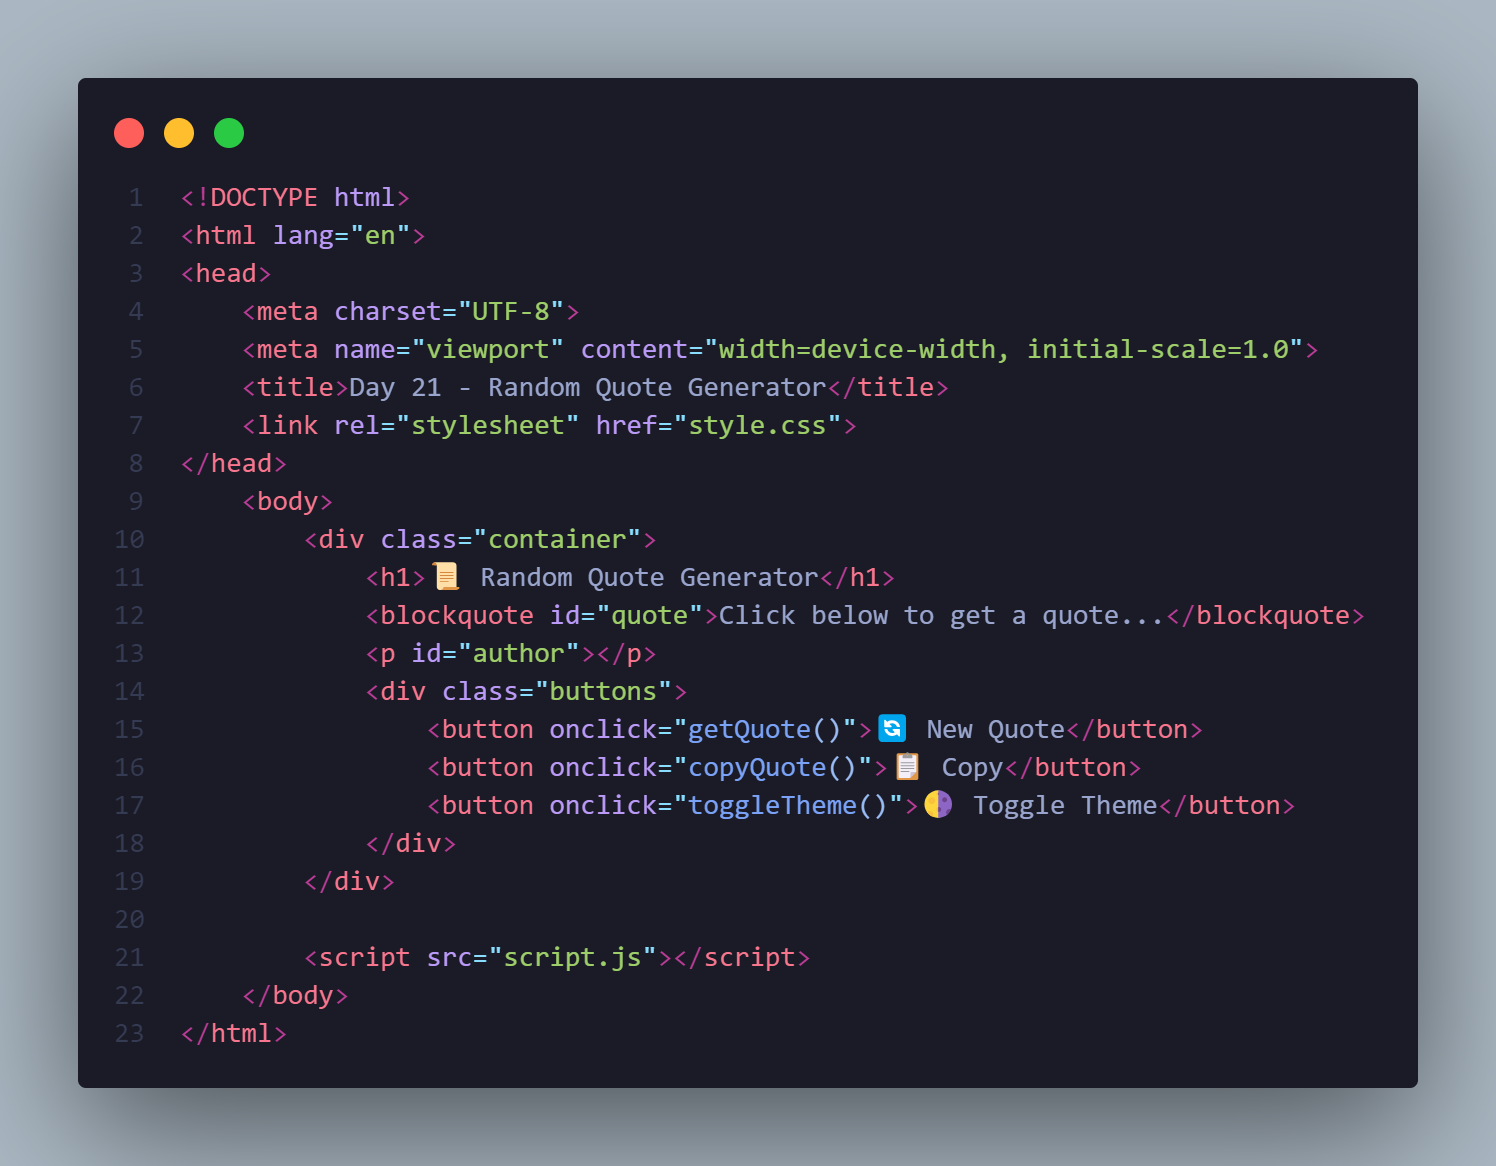 1 <!DOCTYPE html>
2 <html lang="en">
3 <head>
4     <meta charset="UTF-8">
5     <meta name="viewport" content="width=device-width, initial-scale=1.0">
6     <title>Day 21 - Random Quote Generator</title>
7     <link rel="stylesheet" href="style.css">
8 </head>
9     <body>
10         <div class="container">
11             <h1>📜 Random Quote Generator</h1>
12             <blockquote id="quote">Click below to get a quote...</blockquote>
13             <p id="author"></p>
14             <div class="buttons">
15                 <button onclick="getQuote()">🔄 New Quote</button>
16                 <button onclick="copyQuote()">📋 Copy</button>
17                 <button onclick="toggleTheme()">🌓 Toggle Theme</button>
18             </div>
19         </div>
20
21         <script src="script.js"></script>
22     </body>
23 </html>